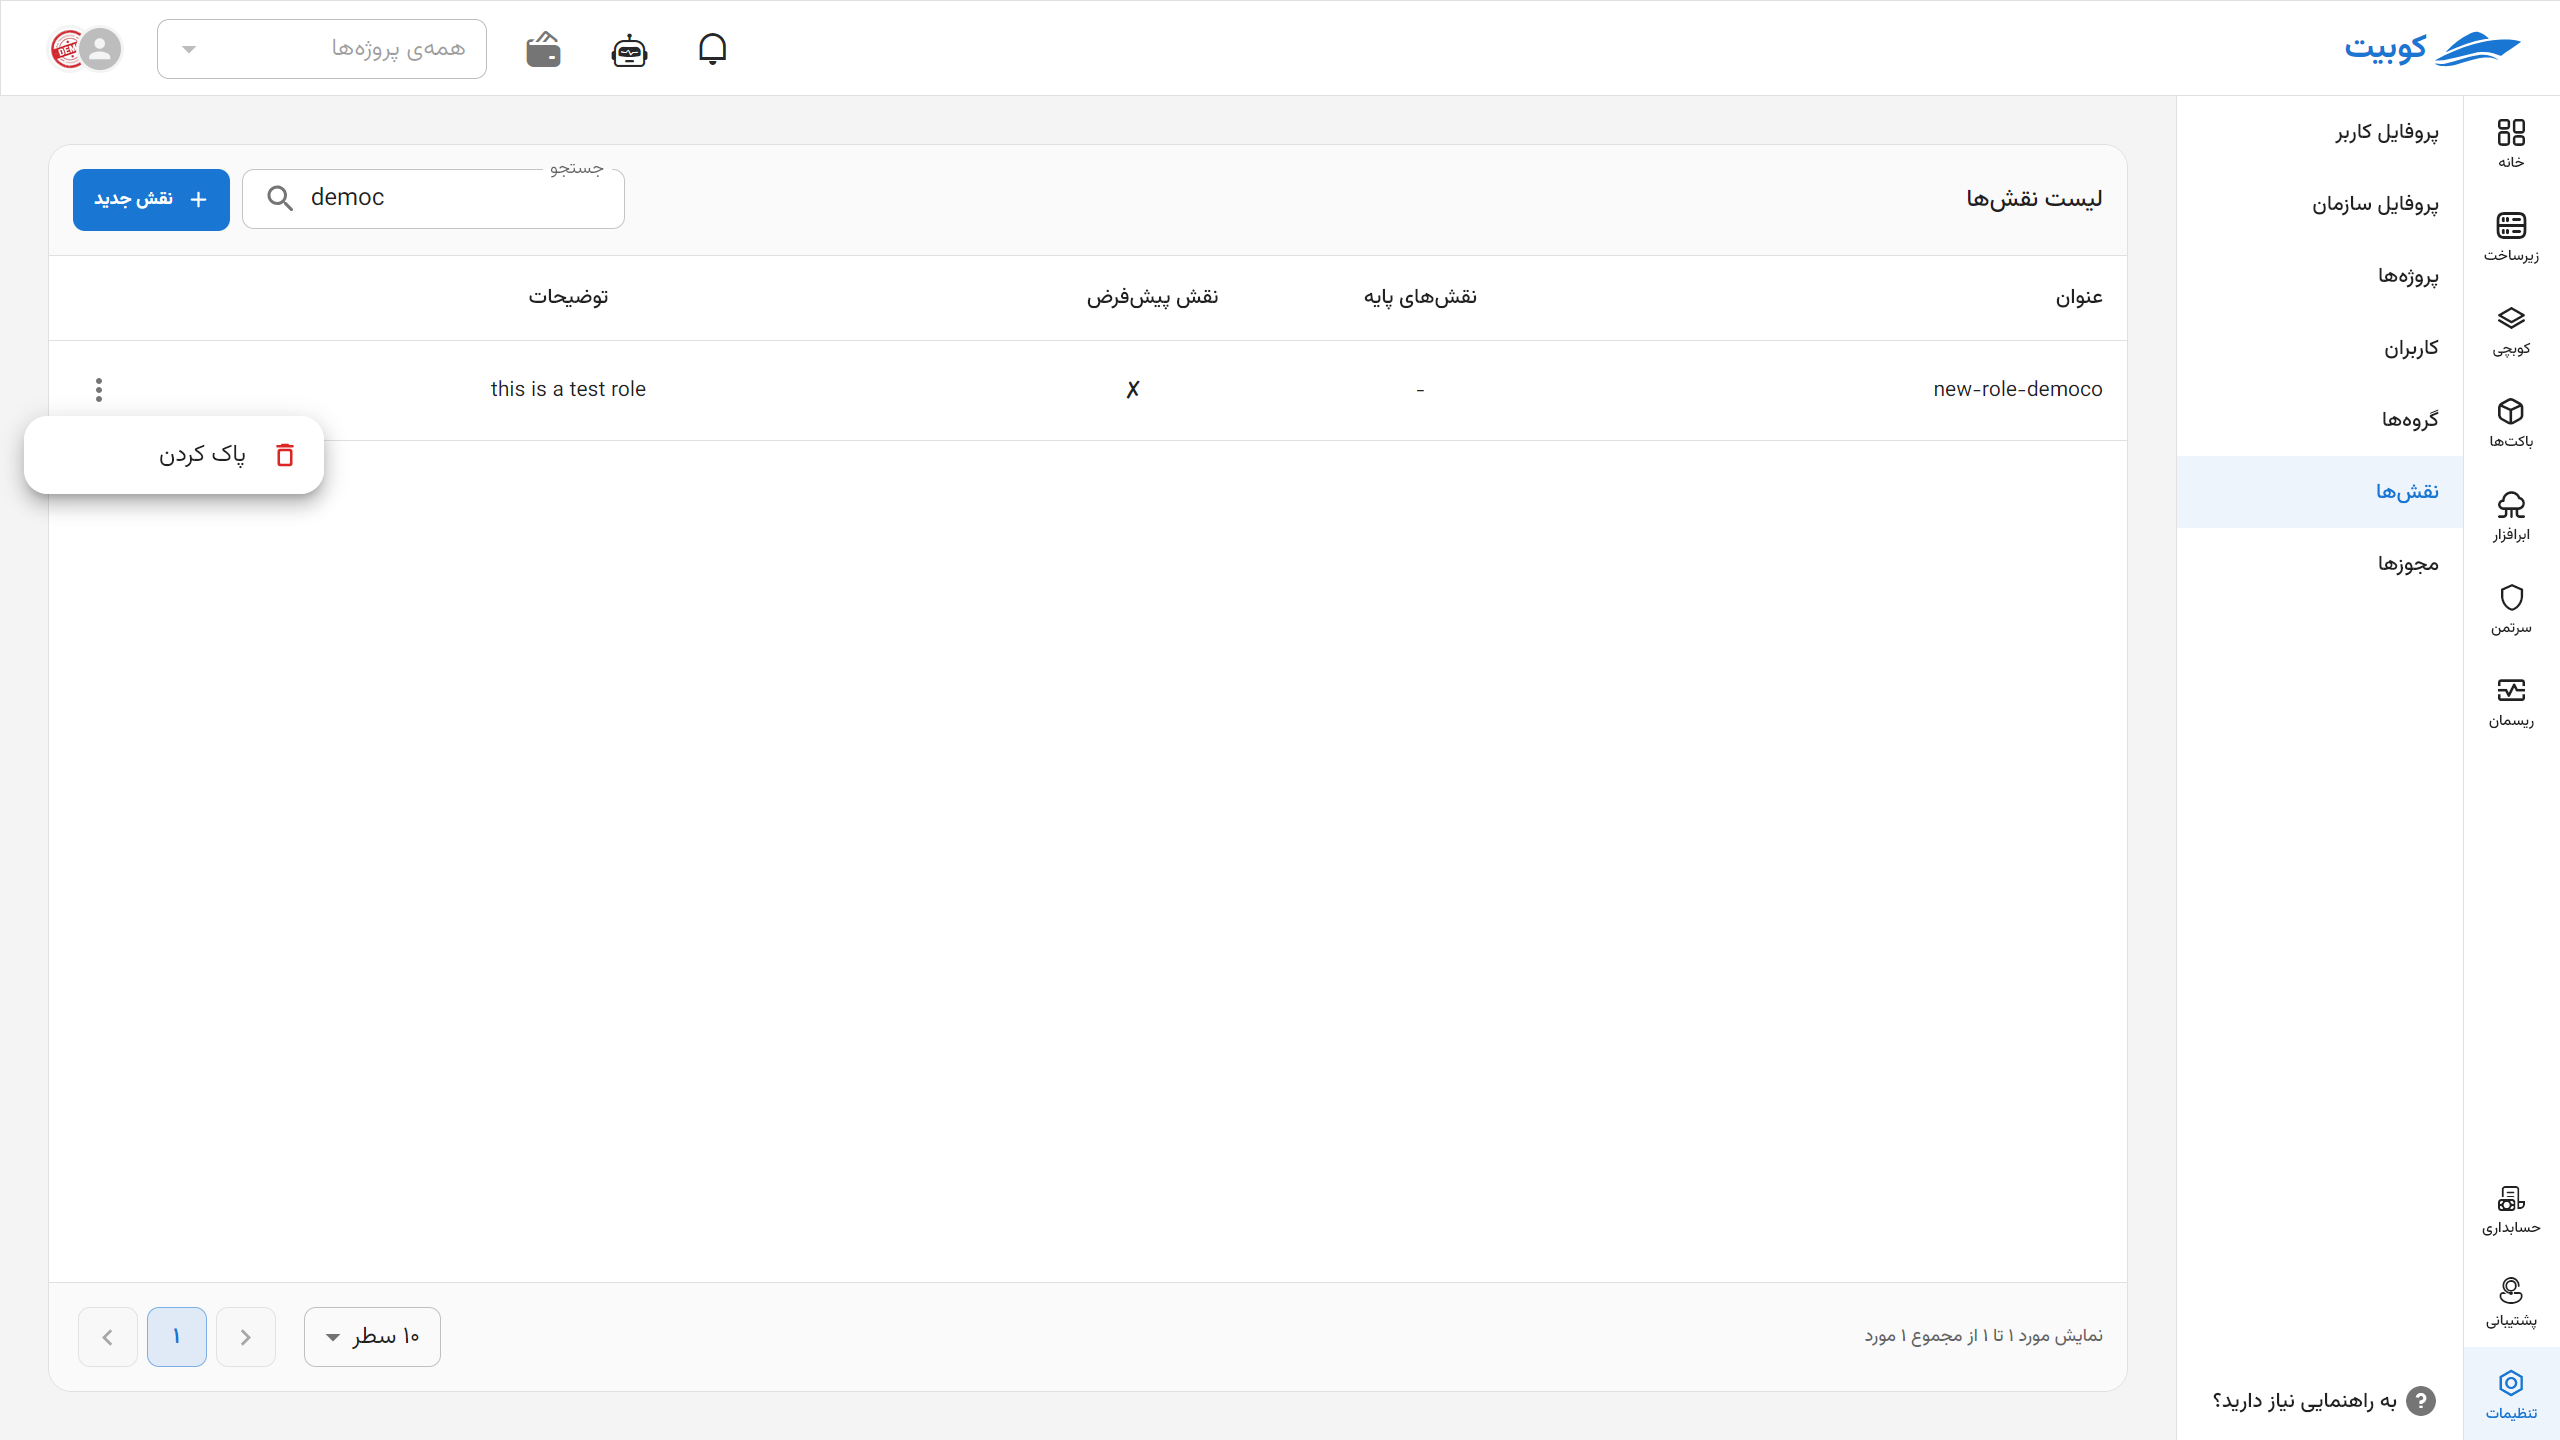 کوبیت
همه‌ی پروژه‌ها
خانه
زیرساخت
کوبچی
باکت‌ها
ابرافزار
سرتمن
ریسمان
حسابداری
پشتیبانی
تنظیمات
پروفایل کاربر
پروفایل سازمان
پروژه‌ها
کاربران
گروه‌ها
نقش‌ها
مجوزها
به راهنمایی نیاز دارید؟
لیست نقش‌ها
جستجو
democ
نقش جدید
عنوان نقش‌های پایه نقش پیش‌فرض توضیحات
new-role-democo - ✗ this is a test role
پاک کردن
نمایش مورد ۱ تا ۱ از مجموع ۱ مورد
۱۰ سطر
۱